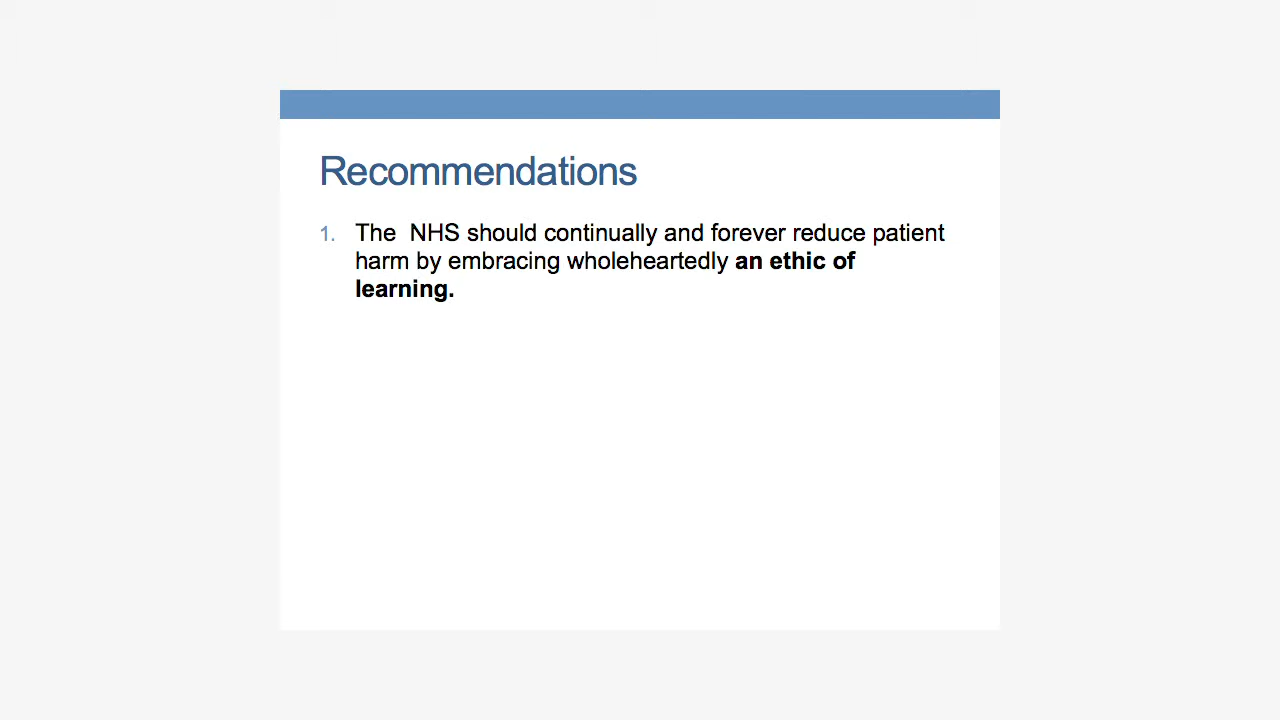 Recommendations
1. The  NHS should continually and forever reduce patient
harm by embracing wholeheartedly an ethic of
learning.